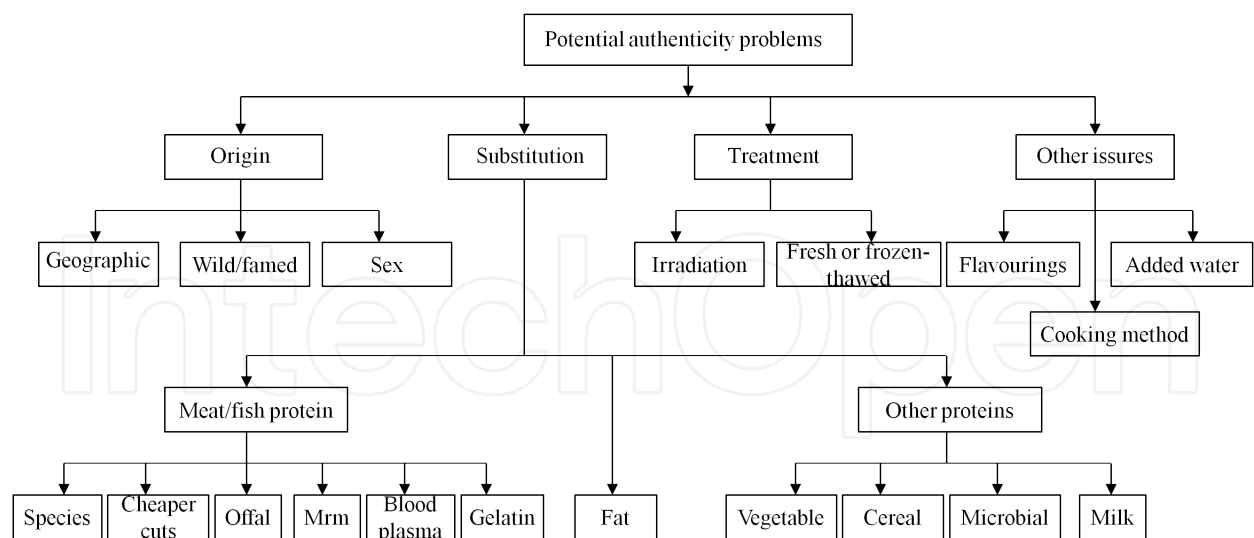 Potential authenticity problems
Origin
Substitution
Treatment
Other issures
Geographic
Wild/famed
Sex
Irradiation
Fresh or frozen-
thawed
Flavourings
Added water
Cooking method
IntechOpen
Meat/fish protein
Other proteins
Species
Cheaper
cuts
Offal
Mrm
Blood
plasma
Gelatin
Fat
Vegetable
Cereal
Microbial
Milk